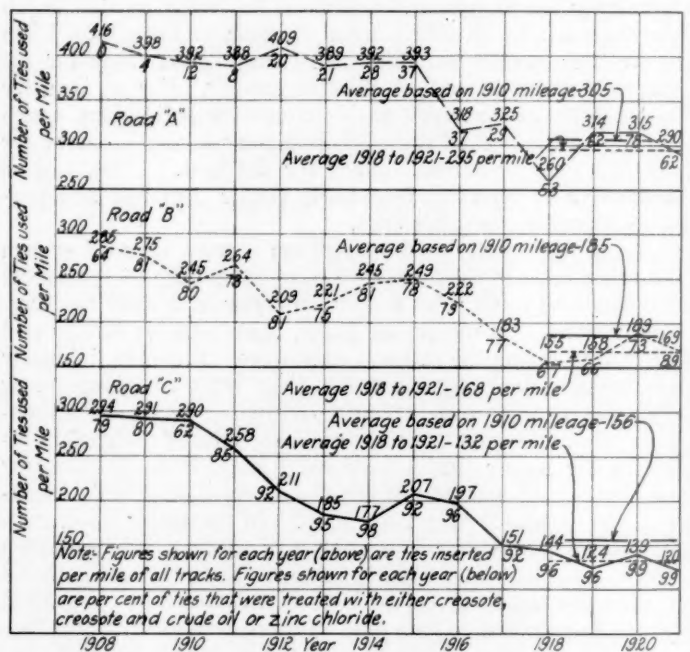 Number of Ties used per Mile
400
350
300
250
416 398 392 388 409 389 392 393 318 325 260 314 315 290
0 4 12 8 20 21 28 37 37 29 53 62 78 62
Average based on 1910 mileage-305
Road "A"
Average 1918 to 1921-295 per mile
Number of Ties used per Mile
300
250
200
150
Road "B"
285 275 245 264 209 221 245 249 222 183 155 158 189 169
64 81 80 78 81 75 81 78 79 77 66 73 89
Average based on 1910 mileage-185
Average 1918 to 1921-168 per mile
Number of Ties used per Mile
300
250
200
150
Road "C"
294 291 290 258 211 185 177 207 197 151 144 124 139 120
79 80 62 86 92 95 98 92 96 92 96 96 99 99
Average based on 1910 mileage-156
Average 1918 to 1921-132 per mile
Note:- Figures shown for each year (above) are ties inserted
per mile of all tracks. Figures shown for each year (below)
are per cent of ties that were treated with either creosote,
creosote and crude oil or zinc chloride.
1908 1910 1912 Year 1914 1916 1918 1920